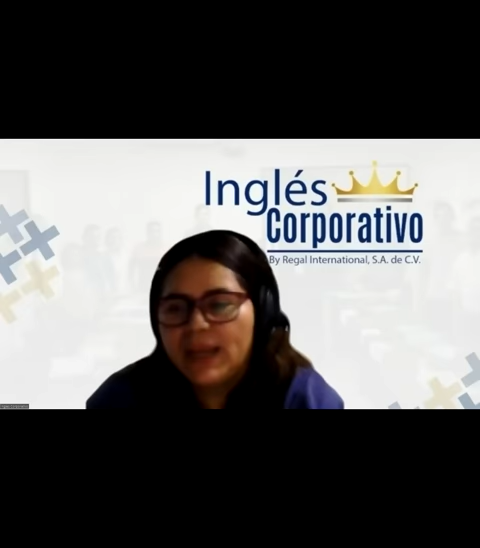 Inglés
Corporativo
By Regal International, S.A. de C.V.